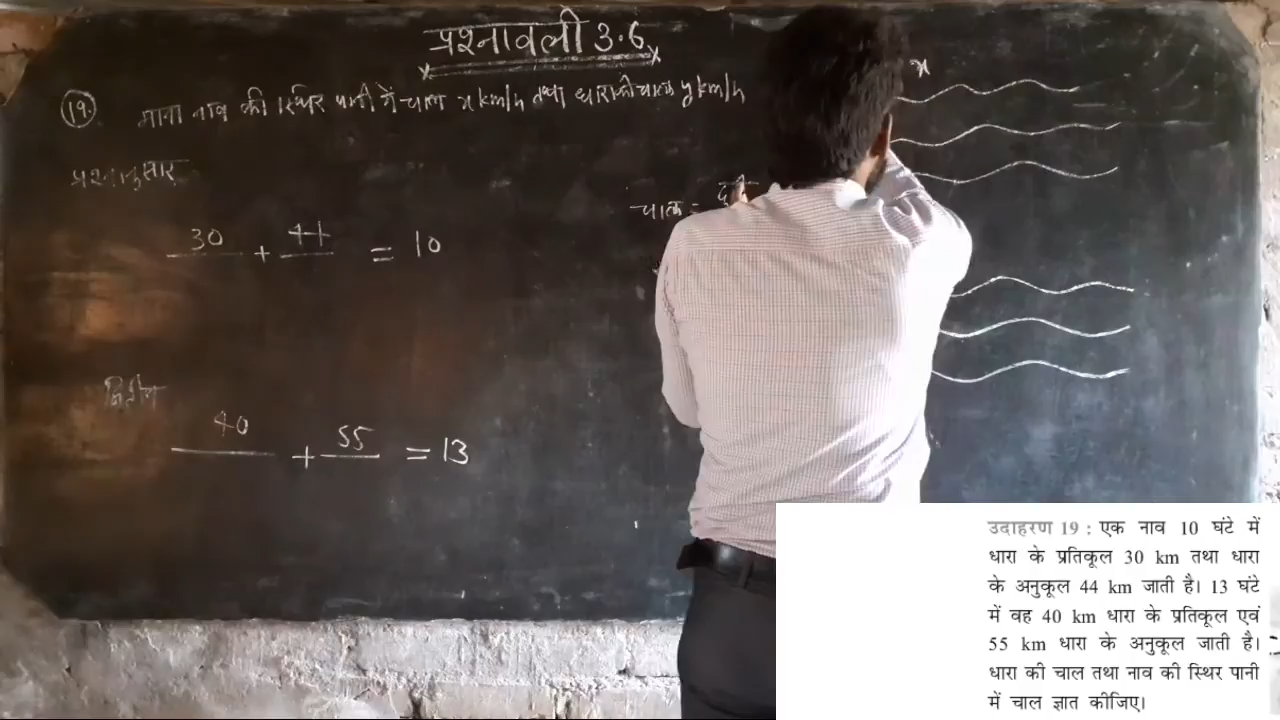 प्रश्नावली 3.6
19. माना नाव की स्थिर पानी में चाल x km/h तथा धारा की चाल y km/h
x
प्रश्नानुसार
चाल = दूरी
30 + 44 = 10
40 + 55 = 13
उदाहरण 19 : एक नाव 10 घंटे में
धारा के प्रतिकूल 30 km तथा धारा
के अनुकूल 44 km जाती है। 13 घंटे
में वह 40 km धारा के प्रतिकूल एवं
55 km धारा के अनुकूल जाती है।
धारा की चाल तथा नाव की स्थिर पानी
में चाल ज्ञात कीजिए।